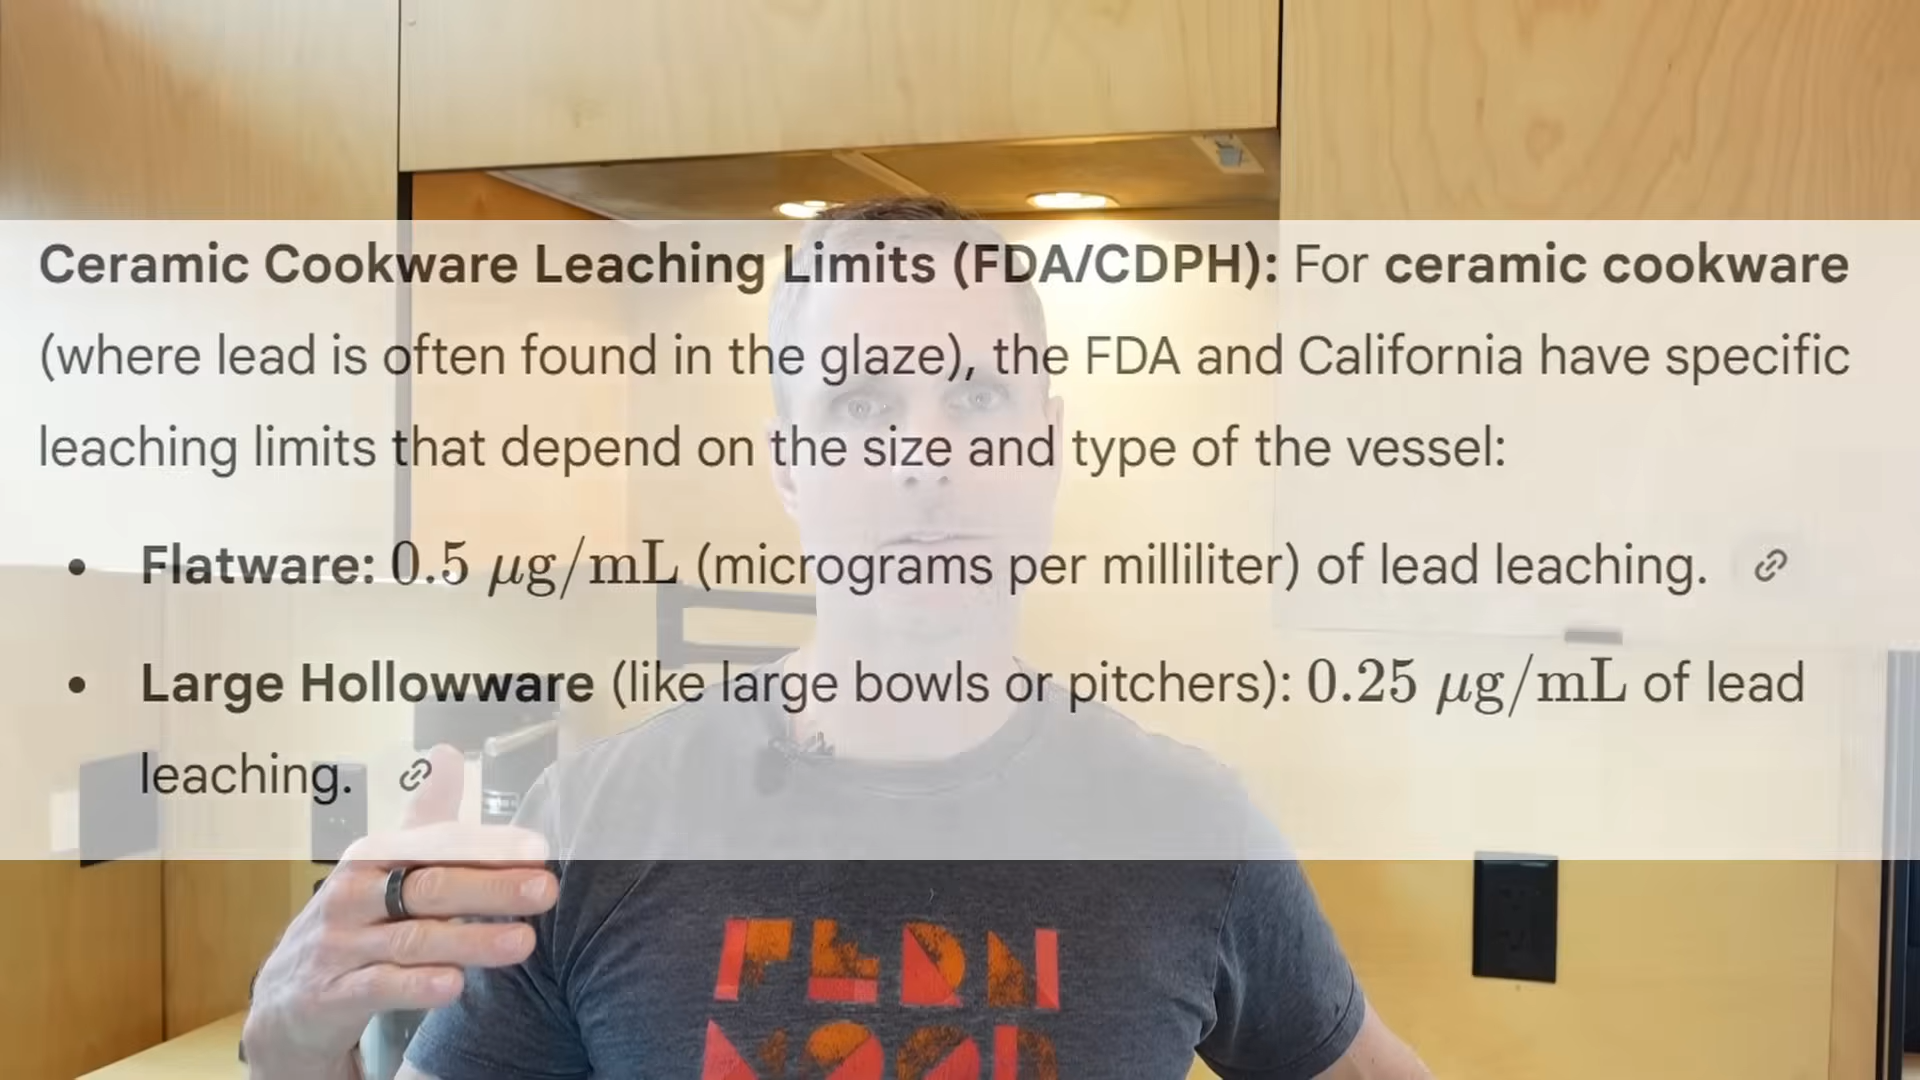 Ceramic Cookware Leaching Limits (FDA/CDPH): For ceramic cookware
(where lead is often found in the glaze), the FDA and California have specific
leaching limits that depend on the size and type of the vessel:
• Flatware: 0.5 μg/mL (micrograms per milliliter) of lead leaching.
• Large Hollowware (like large bowls or pitchers): 0.25 μg/mL of lead
leaching.
FERN